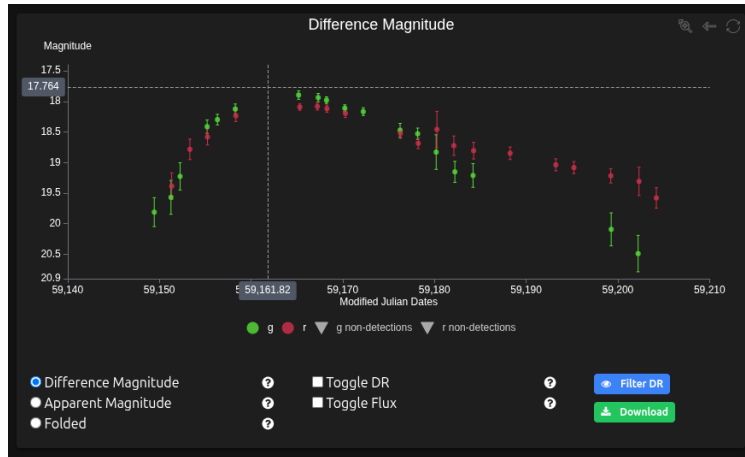 Difference Magnitude
Magnitude
17.5
17.764
18
18.5
19
19.5
20
20.5
20.9
59,140
59,150
59,161.82
59,170
59,180
59,190
59,200
59,210
Modified Julian Dates
g r g non-detections r non-detections
Difference Magnitude ? Toggle DR ? Filter DR
Apparent Magnitude ? Toggle Flux ? Download
Folded ?